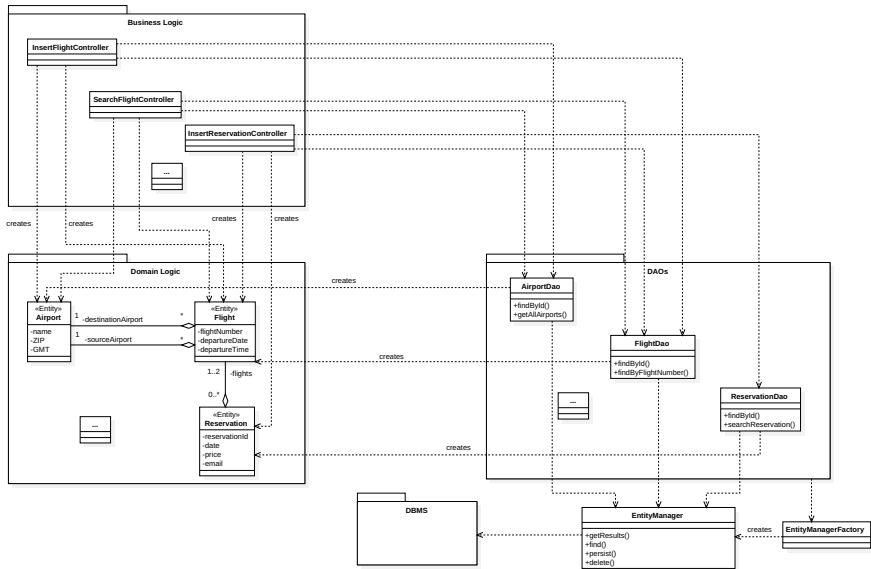 Business Logic
InsertFlightController
SearchFlightController
InsertReservationController
...
creates
creates
creates
creates
Domain Logic
DAOs
creates
AirportDao
+findById()
+getAllAirports()
«Entity»
Airport
-name
-ZIP
-GMT
1
-destinationAirport
*
1
-sourceAirport
*
«Entity»
Flight
-flightNumber
-departureDate
-departureTime
FlightDao
+findById()
+findByFlightNumber()
creates
1..2
-flights
0..*
...
ReservationDao
+findById()
+searchReservation()
«Entity»
Reservation
-reservationId
-date
-price
-email
...
creates
DBMS
EntityManager
+getResults()
+find()
+persist()
+delete()
creates
EntityManagerFactory